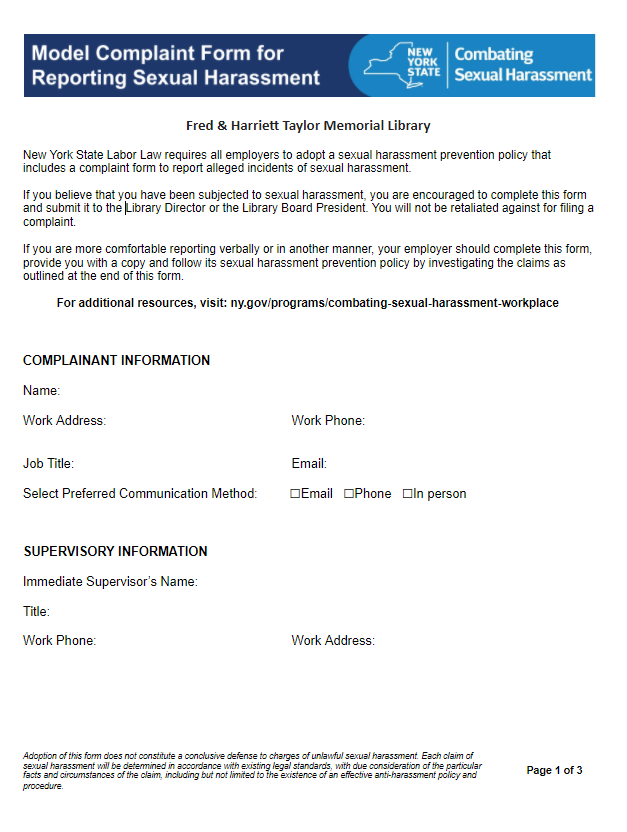 Model Complaint Form for
Reporting Sexual Harassment
NEW
YORK
STATE
Combating
Sexual Harassment
Fred & Harriett Taylor Memorial Library
New York State Labor Law requires all employers to adopt a sexual harassment prevention policy that
includes a complaint form to report alleged incidents of sexual harassment.
If you believe that you have been subjected to sexual harassment, you are encouraged to complete this form
and submit it to the Library Director or the Library Board President. You will not be retaliated against for filing a
complaint.
If you are more comfortable reporting verbally or in another manner, your employer should complete this form,
provide you with a copy and follow its sexual harassment prevention policy by investigating the claims as
outlined at the end of this form.
For additional resources, visit: ny.gov/programs/combating-sexual-harassment-workplace
COMPLAINANT INFORMATION
Name:
Work Address: Work Phone:
Job Title: Email:
Select Preferred Communication Method: ☐Email ☐Phone ☐In person
SUPERVISORY INFORMATION
Immediate Supervisor's Name:
Title:
Work Phone: Work Address:
Adoption of this form does not constitute a conclusive defense to charges of unlawful sexual harassment. Each claim of
sexual harassment will be determined in accordance with existing legal standards, with due consideration of the particular
facts and circumstances of the claim, including but not limited to the existence of an effective anti-harassment policy and
procedure.
Page 1 of 3